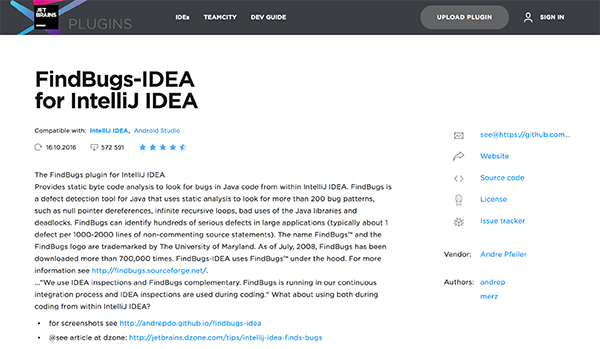 JET
BRAINS
PLUGINS
IDEs TEAMCITY DEV GUIDE
UPLOAD PLUGIN
SIGN IN
FindBugs-IDEA
for IntelliJ IDEA
Compatible with: IntelliJ IDEA, Android Studio
16.10.2016 572 591
The FindBugs plugin for IntelliJ IDEA
Provides static byte code analysis to look for bugs in Java code from within IntelliJ IDEA. FindBugs is
a defect detection tool for Java that uses static analysis to look for more than 200 bug patterns,
such as null pointer dereferences, infinite recursive loops, bad uses of the Java libraries and
deadlocks. FindBugs can identify hundreds of serious defects in large applications (typically about 1
defect per 1000-2000 lines of non-commenting source statements). The name FindBugs™ and the
FindBugs logo are trademarked by The University of Maryland. As of July, 2008, FindBugs has been
downloaded more than 700,000 times. FindBugs-IDEA uses FindBugs™ under the hood. For more
information see http://findbugs.sourceforge.net/.
..."We use IDEA inspections and FindBugs complementary. FindBugs is running in our continuous
integration process and IDEA inspections are used during coding." What about using both during
coding from within IntelliJ IDEA?
• for screenshots see http://andrepdo.github.io/findbugs-idea
• @see article at dzone: http://jetbrains.dzone.com/tips/intellij-idea-finds-bugs
see@https://github.com...
Website
Source code
License
Issue tracker
Vendor: Andre Pfeiler
Authors: andrep
merz